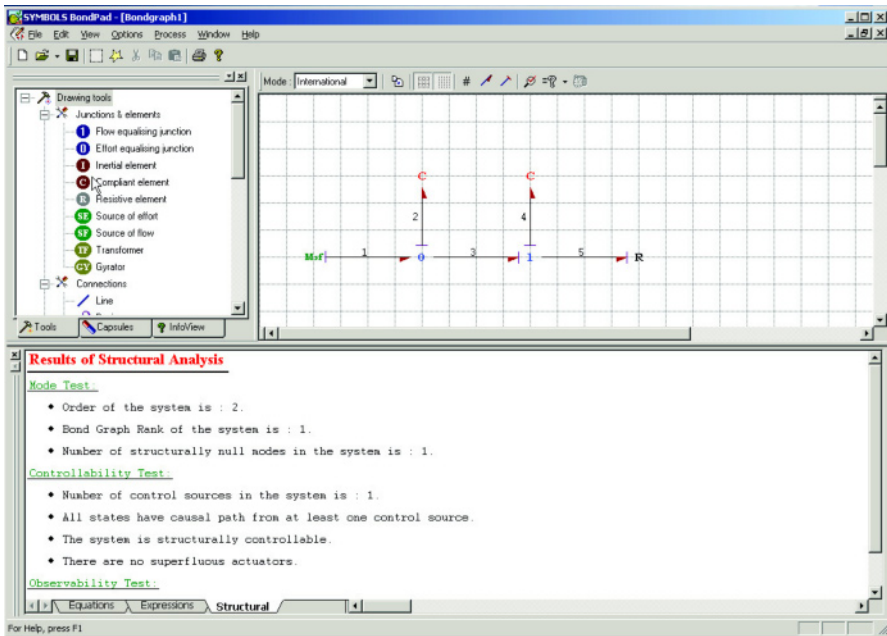 SYMBOLS BondPad - [Bondgraph1]
File Edit View Options Process Window Help
Mode : International
Drawing tools
Junctions & elements
1 Flow equalising junction
0 Effort equalising junction
I Inertial element
C Compliant element
R Resistive element
SE Source of effort
SF Source of flow
TF Transformer
GY Gyrator
Connections
Line
Tools Capsules InfoView
C C
2 4
Msf 1 0 3 1 5 R
Results of Structural Analysis
Mode Test:
Order of the system is : 2.
Bond Graph Rank of the system is : 1.
Number of structurally null modes in the system is : 1.
Controllability Test:
Number of control sources in the system is : 1.
All states have causal path from at least one control source.
The system is structurally controllable.
There are no superfluous actuators.
Observability Test:
Equations Expressions Structural
For Help, press F1